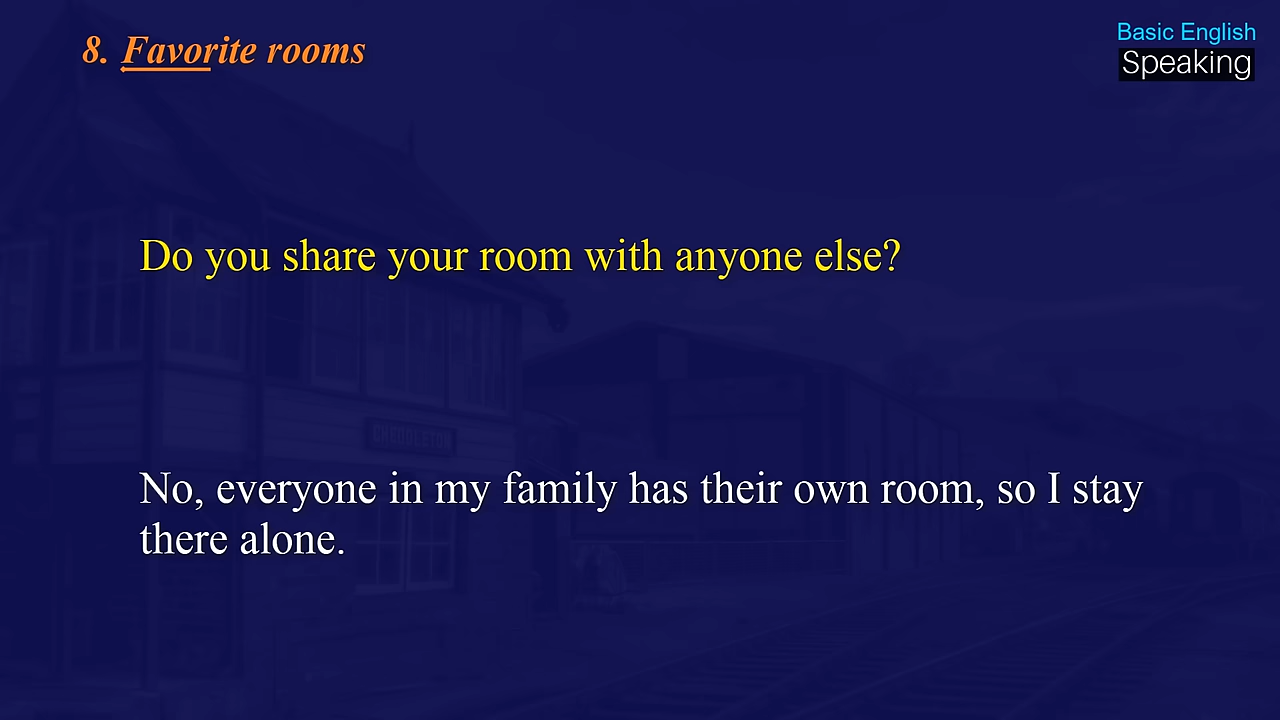 8. Favorite rooms
Basic English
Speaking
Do you share your room with anyone else?
No, everyone in my family has their own room, so I stay
there alone.